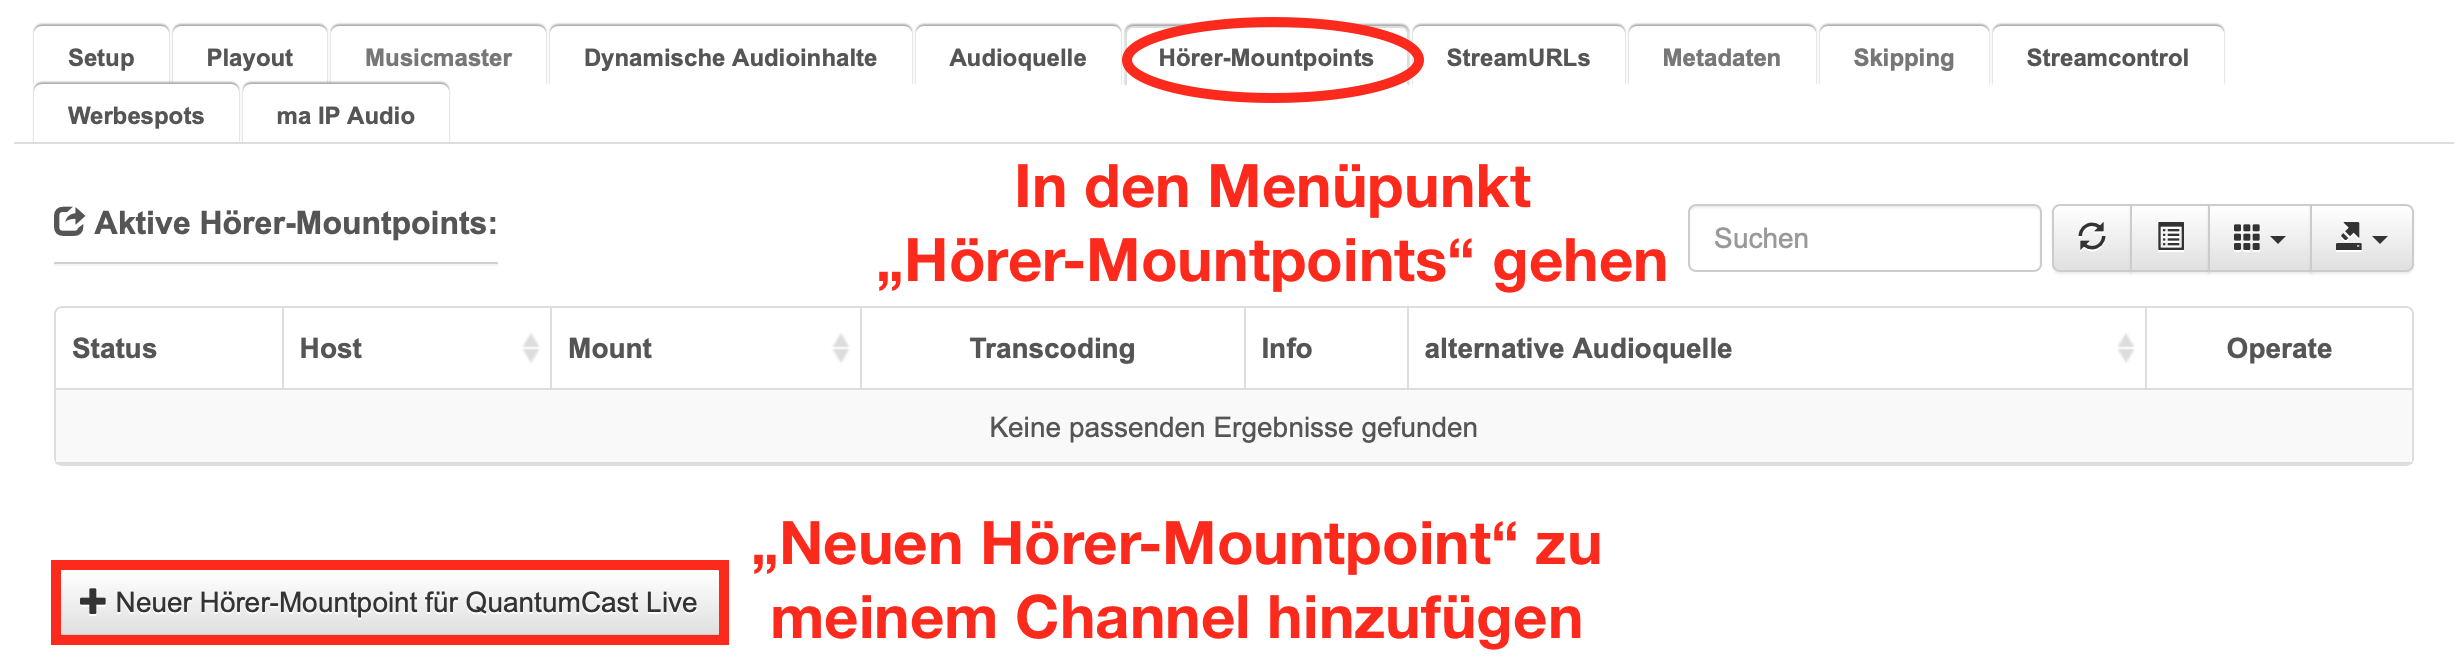 Setup Playout Musicmaster Dynamische Audioinhalte Audioquelle Hörer-Mountpoints StreamURLs Metadaten Skipping Streamcontrol
Werbespots ma IP Audio
In den Menüpunkt
„Hörer-Mountpoints“ gehen
Aktive Hörer-Mountpoints:
Suchen
Status Host Mount Transcoding Info alternative Audioquelle Operate
Keine passenden Ergebnisse gefunden
„Neuen Hörer-Mountpoint“ zu
meinem Channel hinzufügen
Neuer Hörer-Mountpoint für QuantumCast Live